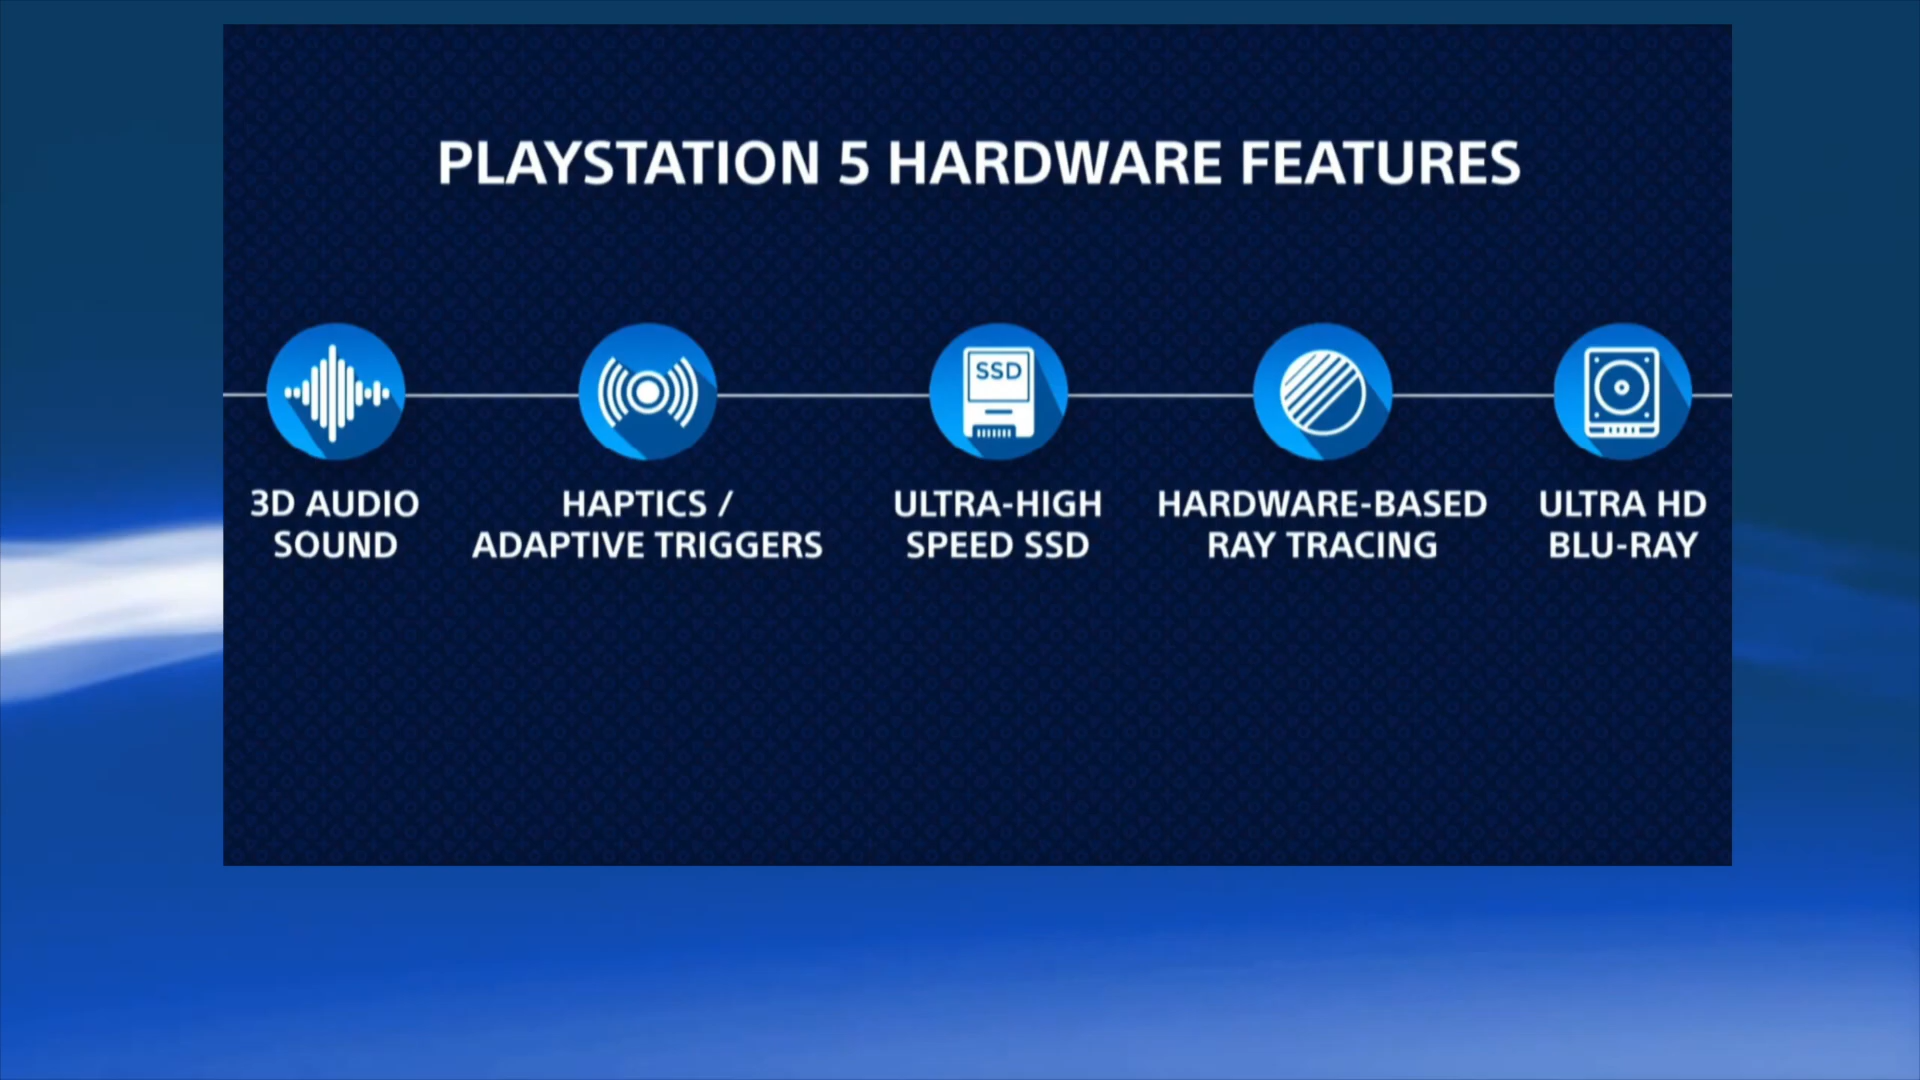 PLAYSTATION 5 HARDWARE FEATURES
SSD
3D AUDIO
SOUND
HAPTICS /
ADAPTIVE TRIGGERS
ULTRA-HIGH
SPEED SSD
HARDWARE-BASED
RAY TRACING
ULTRA HD
BLU-RAY